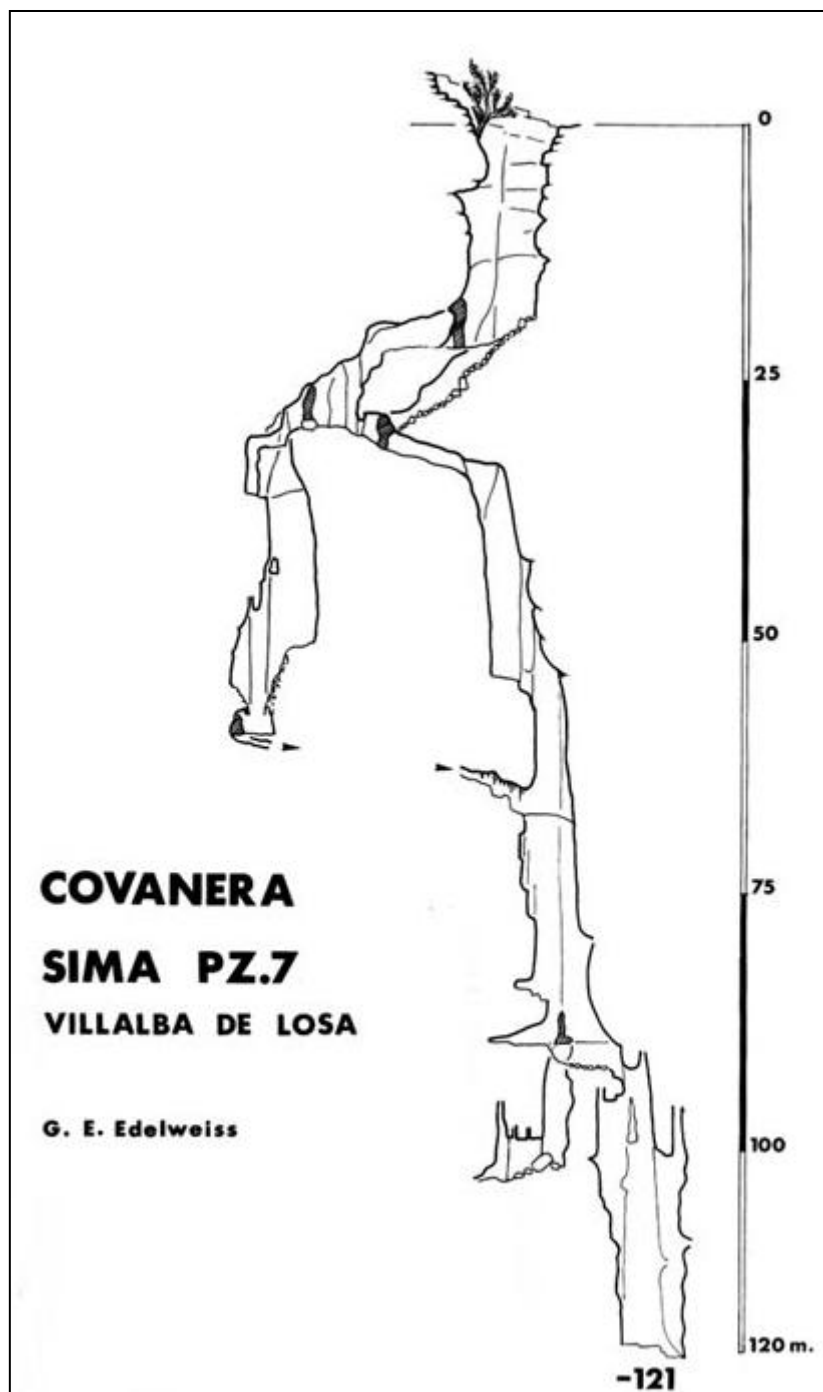 0
25
50
75
100
120 m.
-121
COVANERA
SIMA PZ.7
VILLALBA DE LOSA
G. E. Edelweiss